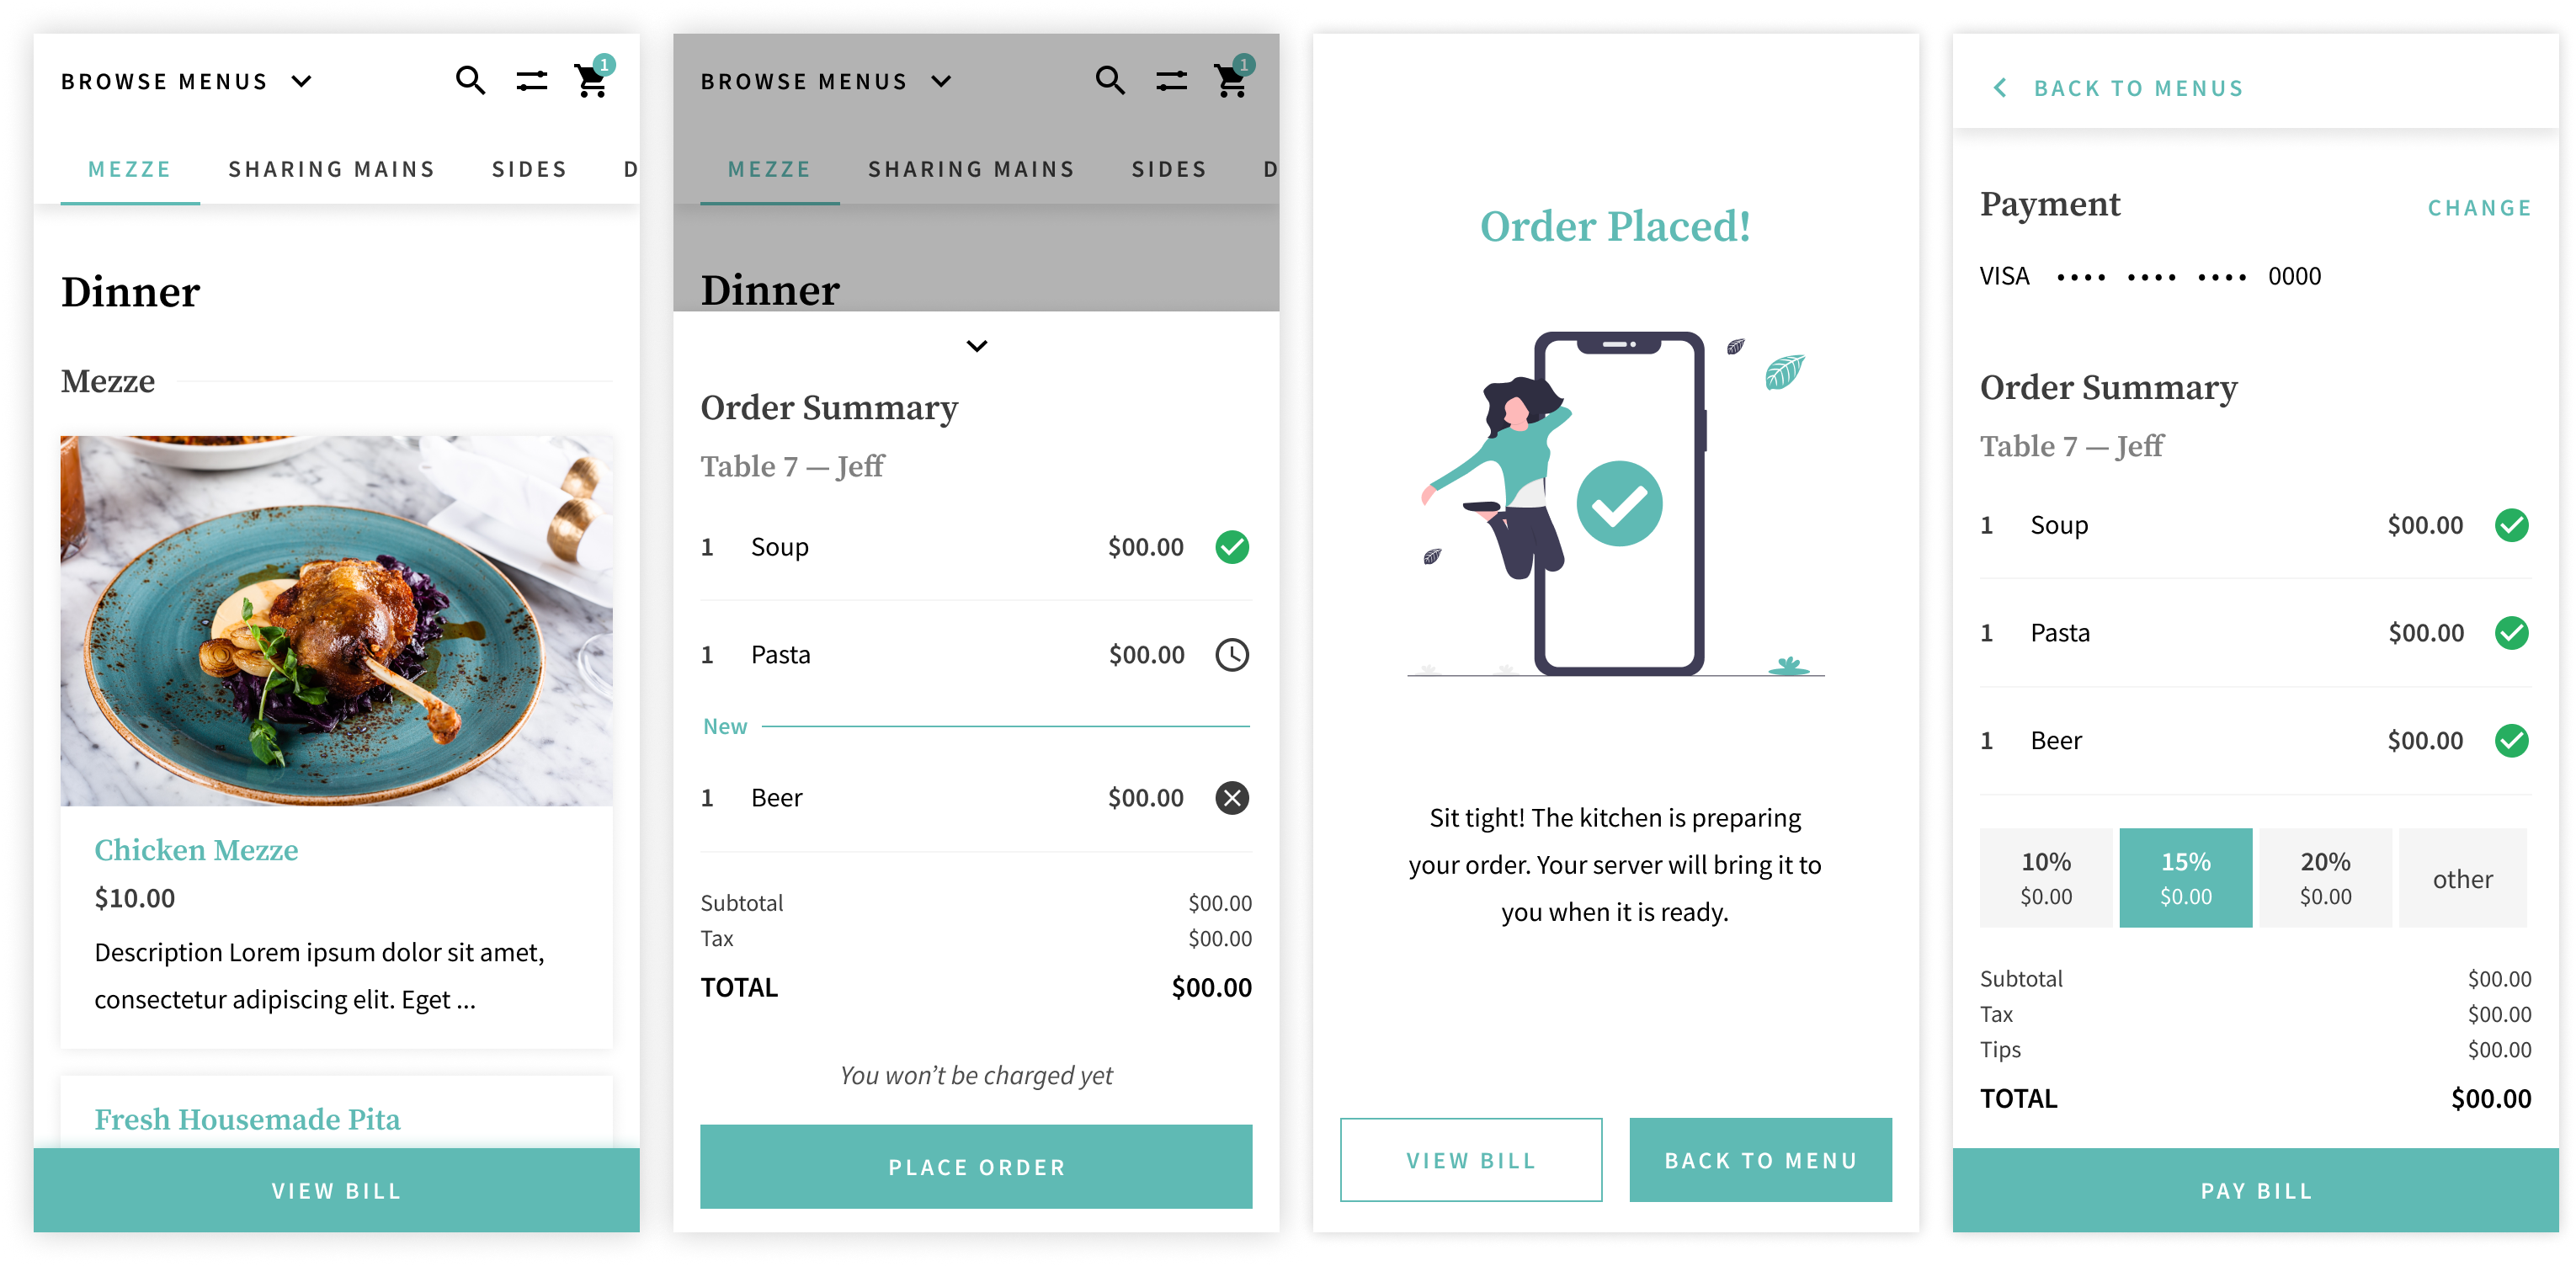 BROWSE MENUS
1
MEZZE SHARING MAINS SIDES D
Dinner
Mezze
Chicken Mezze
$10.00
Description Lorem ipsum dolor sit amet,
consectetur adipiscing elit. Eget ...
Fresh Housemade Pita
VIEW BILL
BROWSE MENUS
1
MEZZE SHARING MAINS SIDES D
Dinner
Order Summary
Table 7 — Jeff
1 Soup $00.00
1 Pasta $00.00
New
1 Beer $00.00
Subtotal $00.00
Tax $00.00
TOTAL $00.00
You won’t be charged yet
PLACE ORDER
Order Placed!
Sit tight! The kitchen is preparing
your order. Your server will bring it to
you when it is ready.
VIEW BILL BACK TO MENU
BACK TO MENUS
Payment CHANGE
VISA •••• •••• •••• 0000
Order Summary
Table 7 — Jeff
1 Soup $00.00
1 Pasta $00.00
1 Beer $00.00
10% 15% 20% other
$0.00 $0.00 $0.00
Subtotal $00.00
Tax $00.00
Tips $00.00
TOTAL $00.00
PAY BILL